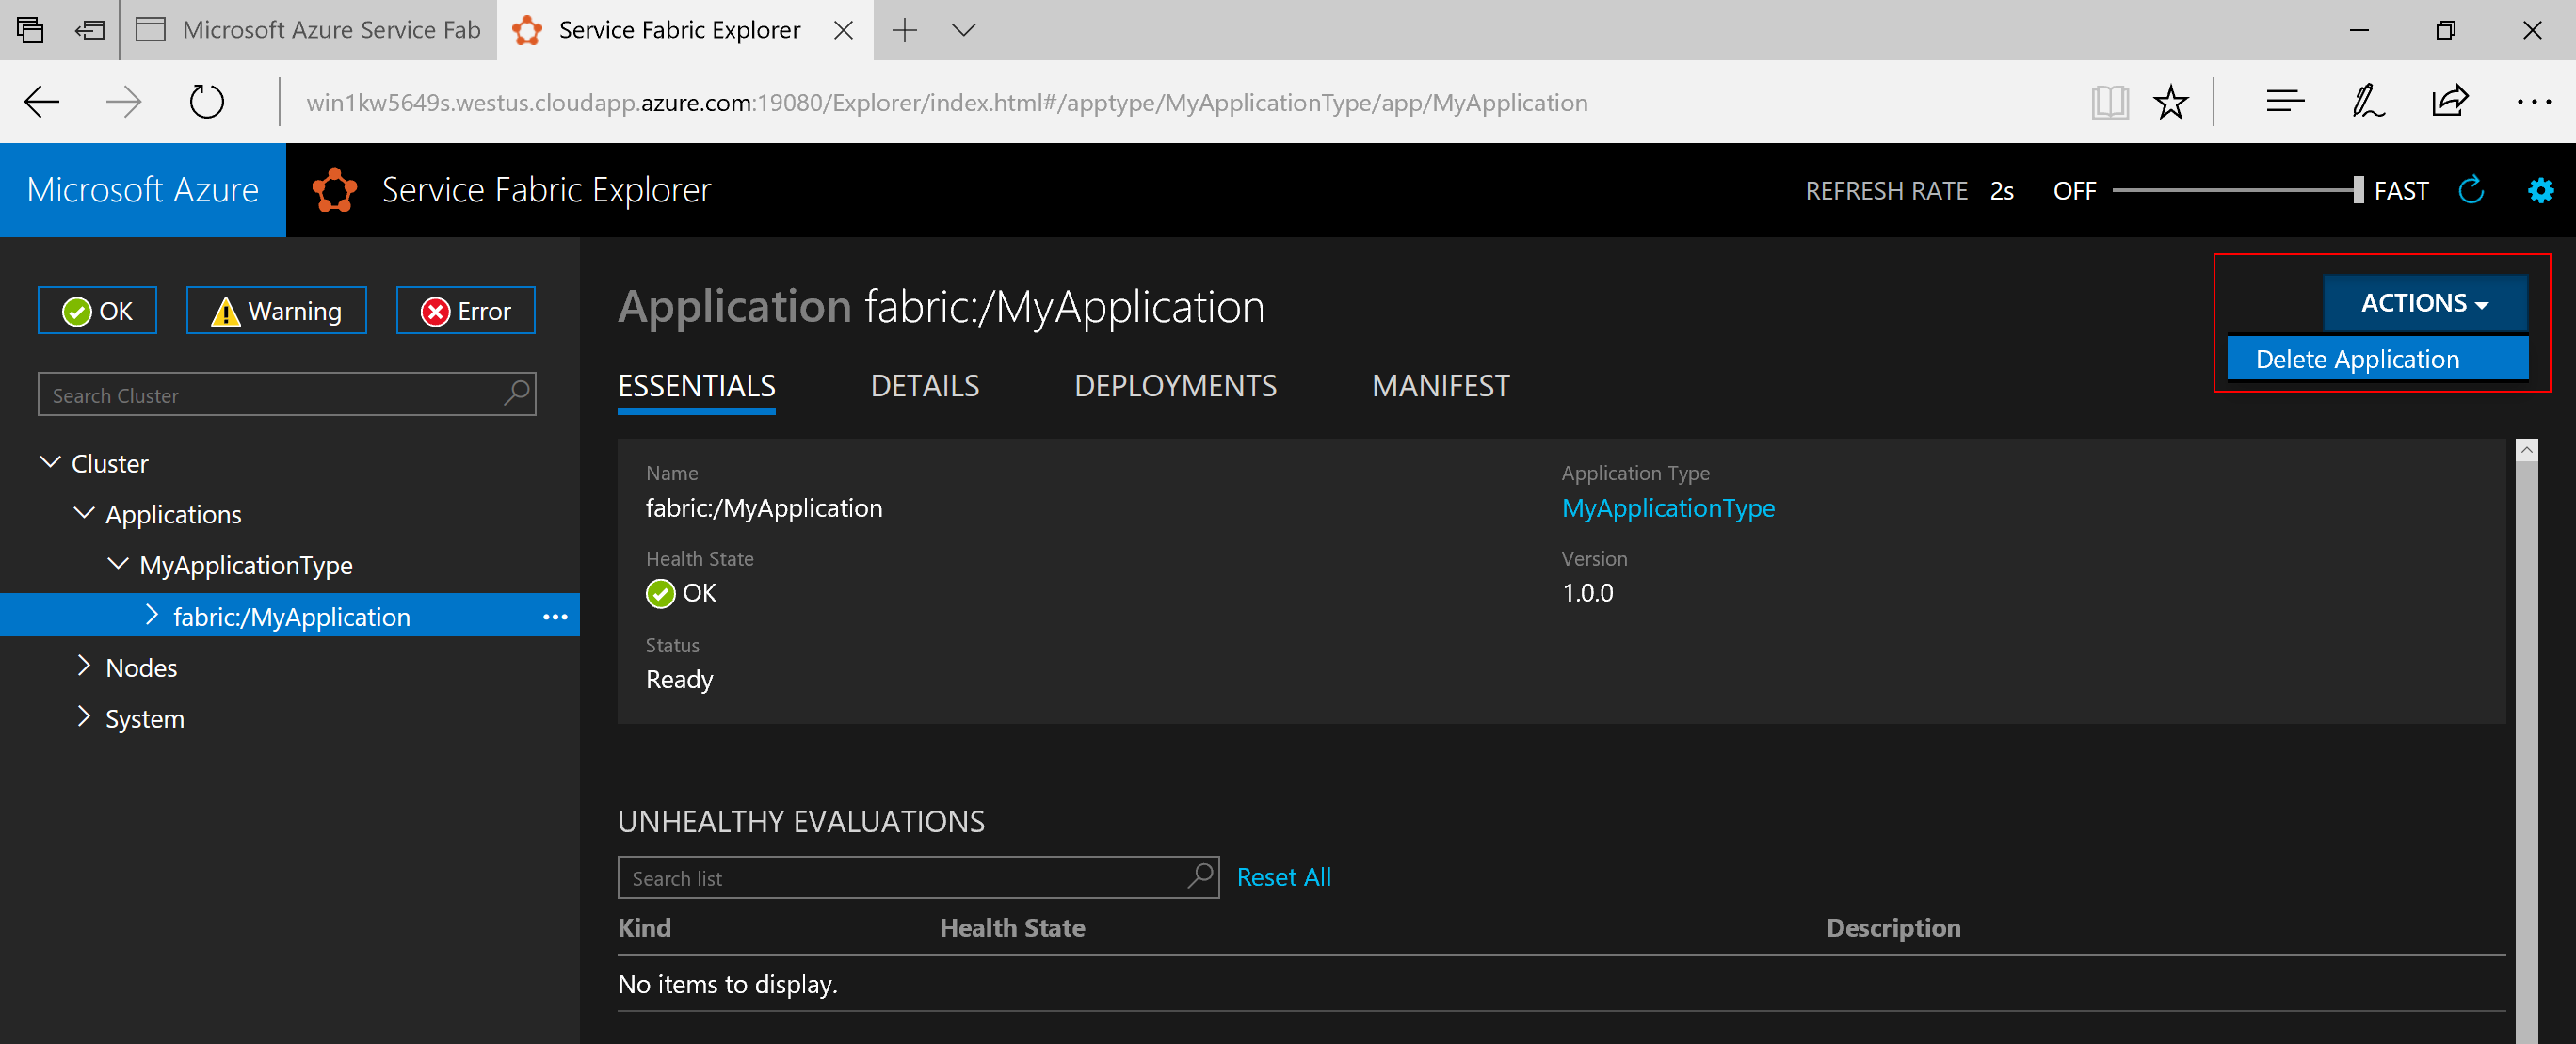 Microsoft Azure Service Fab
Service Fabric Explorer
win1kw5649s.westus.cloudapp.azure.com:19080/Explorer/index.html#/apptype/MyApplicationType/app/MyApplication
Microsoft Azure
Service Fabric Explorer
REFRESH RATE 2s OFF FAST
OK
Warning
Error
Search Cluster
Cluster
Applications
MyApplicationType
fabric:/MyApplication
Nodes
System
Application fabric:/MyApplication
ACTIONS
Delete Application
ESSENTIALS DETAILS DEPLOYMENTS MANIFEST
Name
fabric:/MyApplication
Application Type
MyApplicationType
Health State
OK
Version
1.0.0
Status
Ready
UNHEALTHY EVALUATIONS
Search list
Reset All
Kind Health State Description
No items to display.